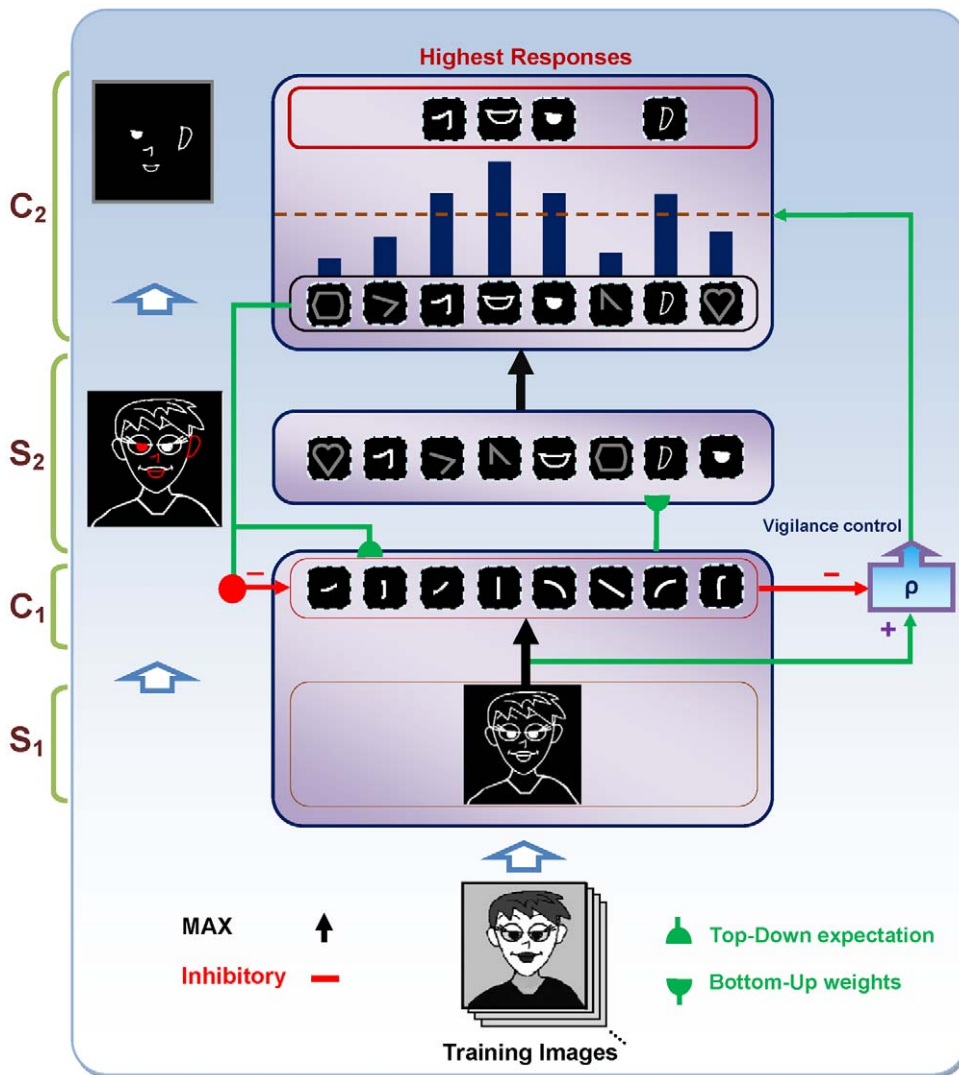 Highest Responses
C2
S2
Vigilance control
−
−
C1
ρ
+
S1
MAX
Top-Down expectation
Inhibitory
Bottom-Up weights
Training Images